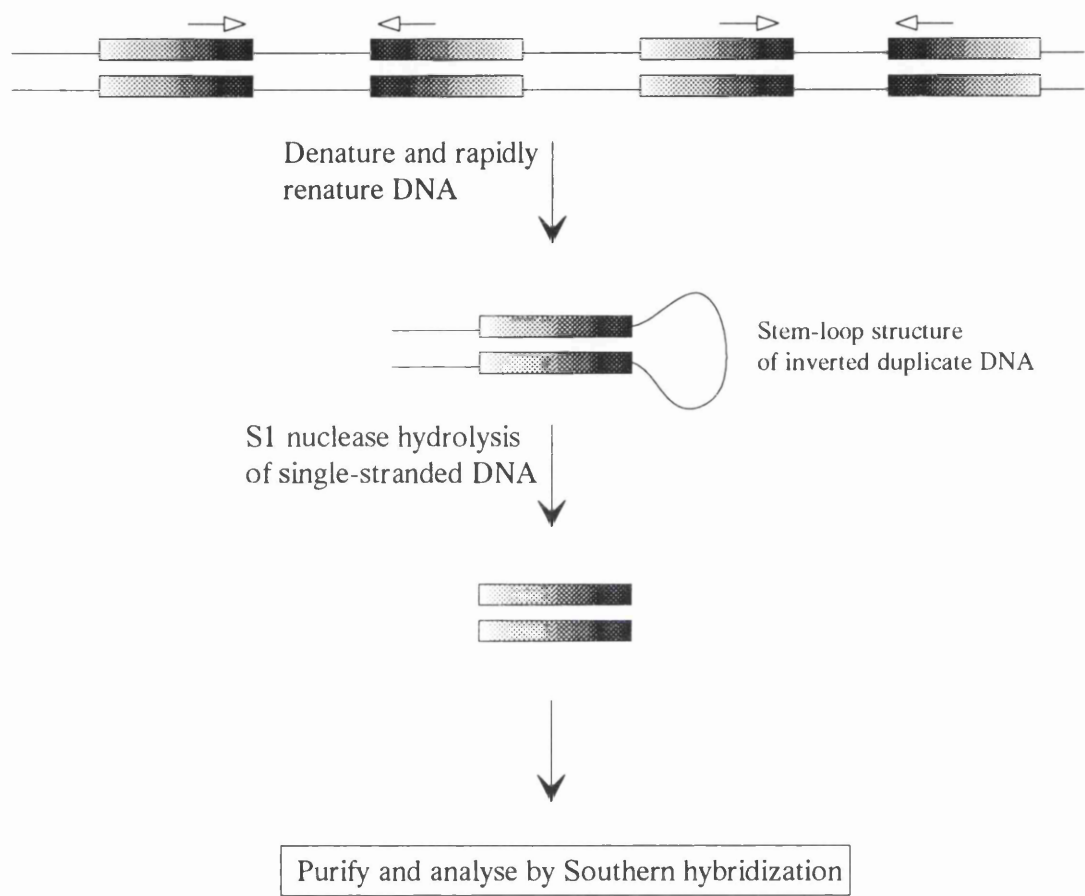 Denature and rapidly
renature DNA
Stem-loop structure
of inverted duplicate DNA
S1 nuclease hydrolysis
of single-stranded DNA
Purify and analyse by Southern hybridization